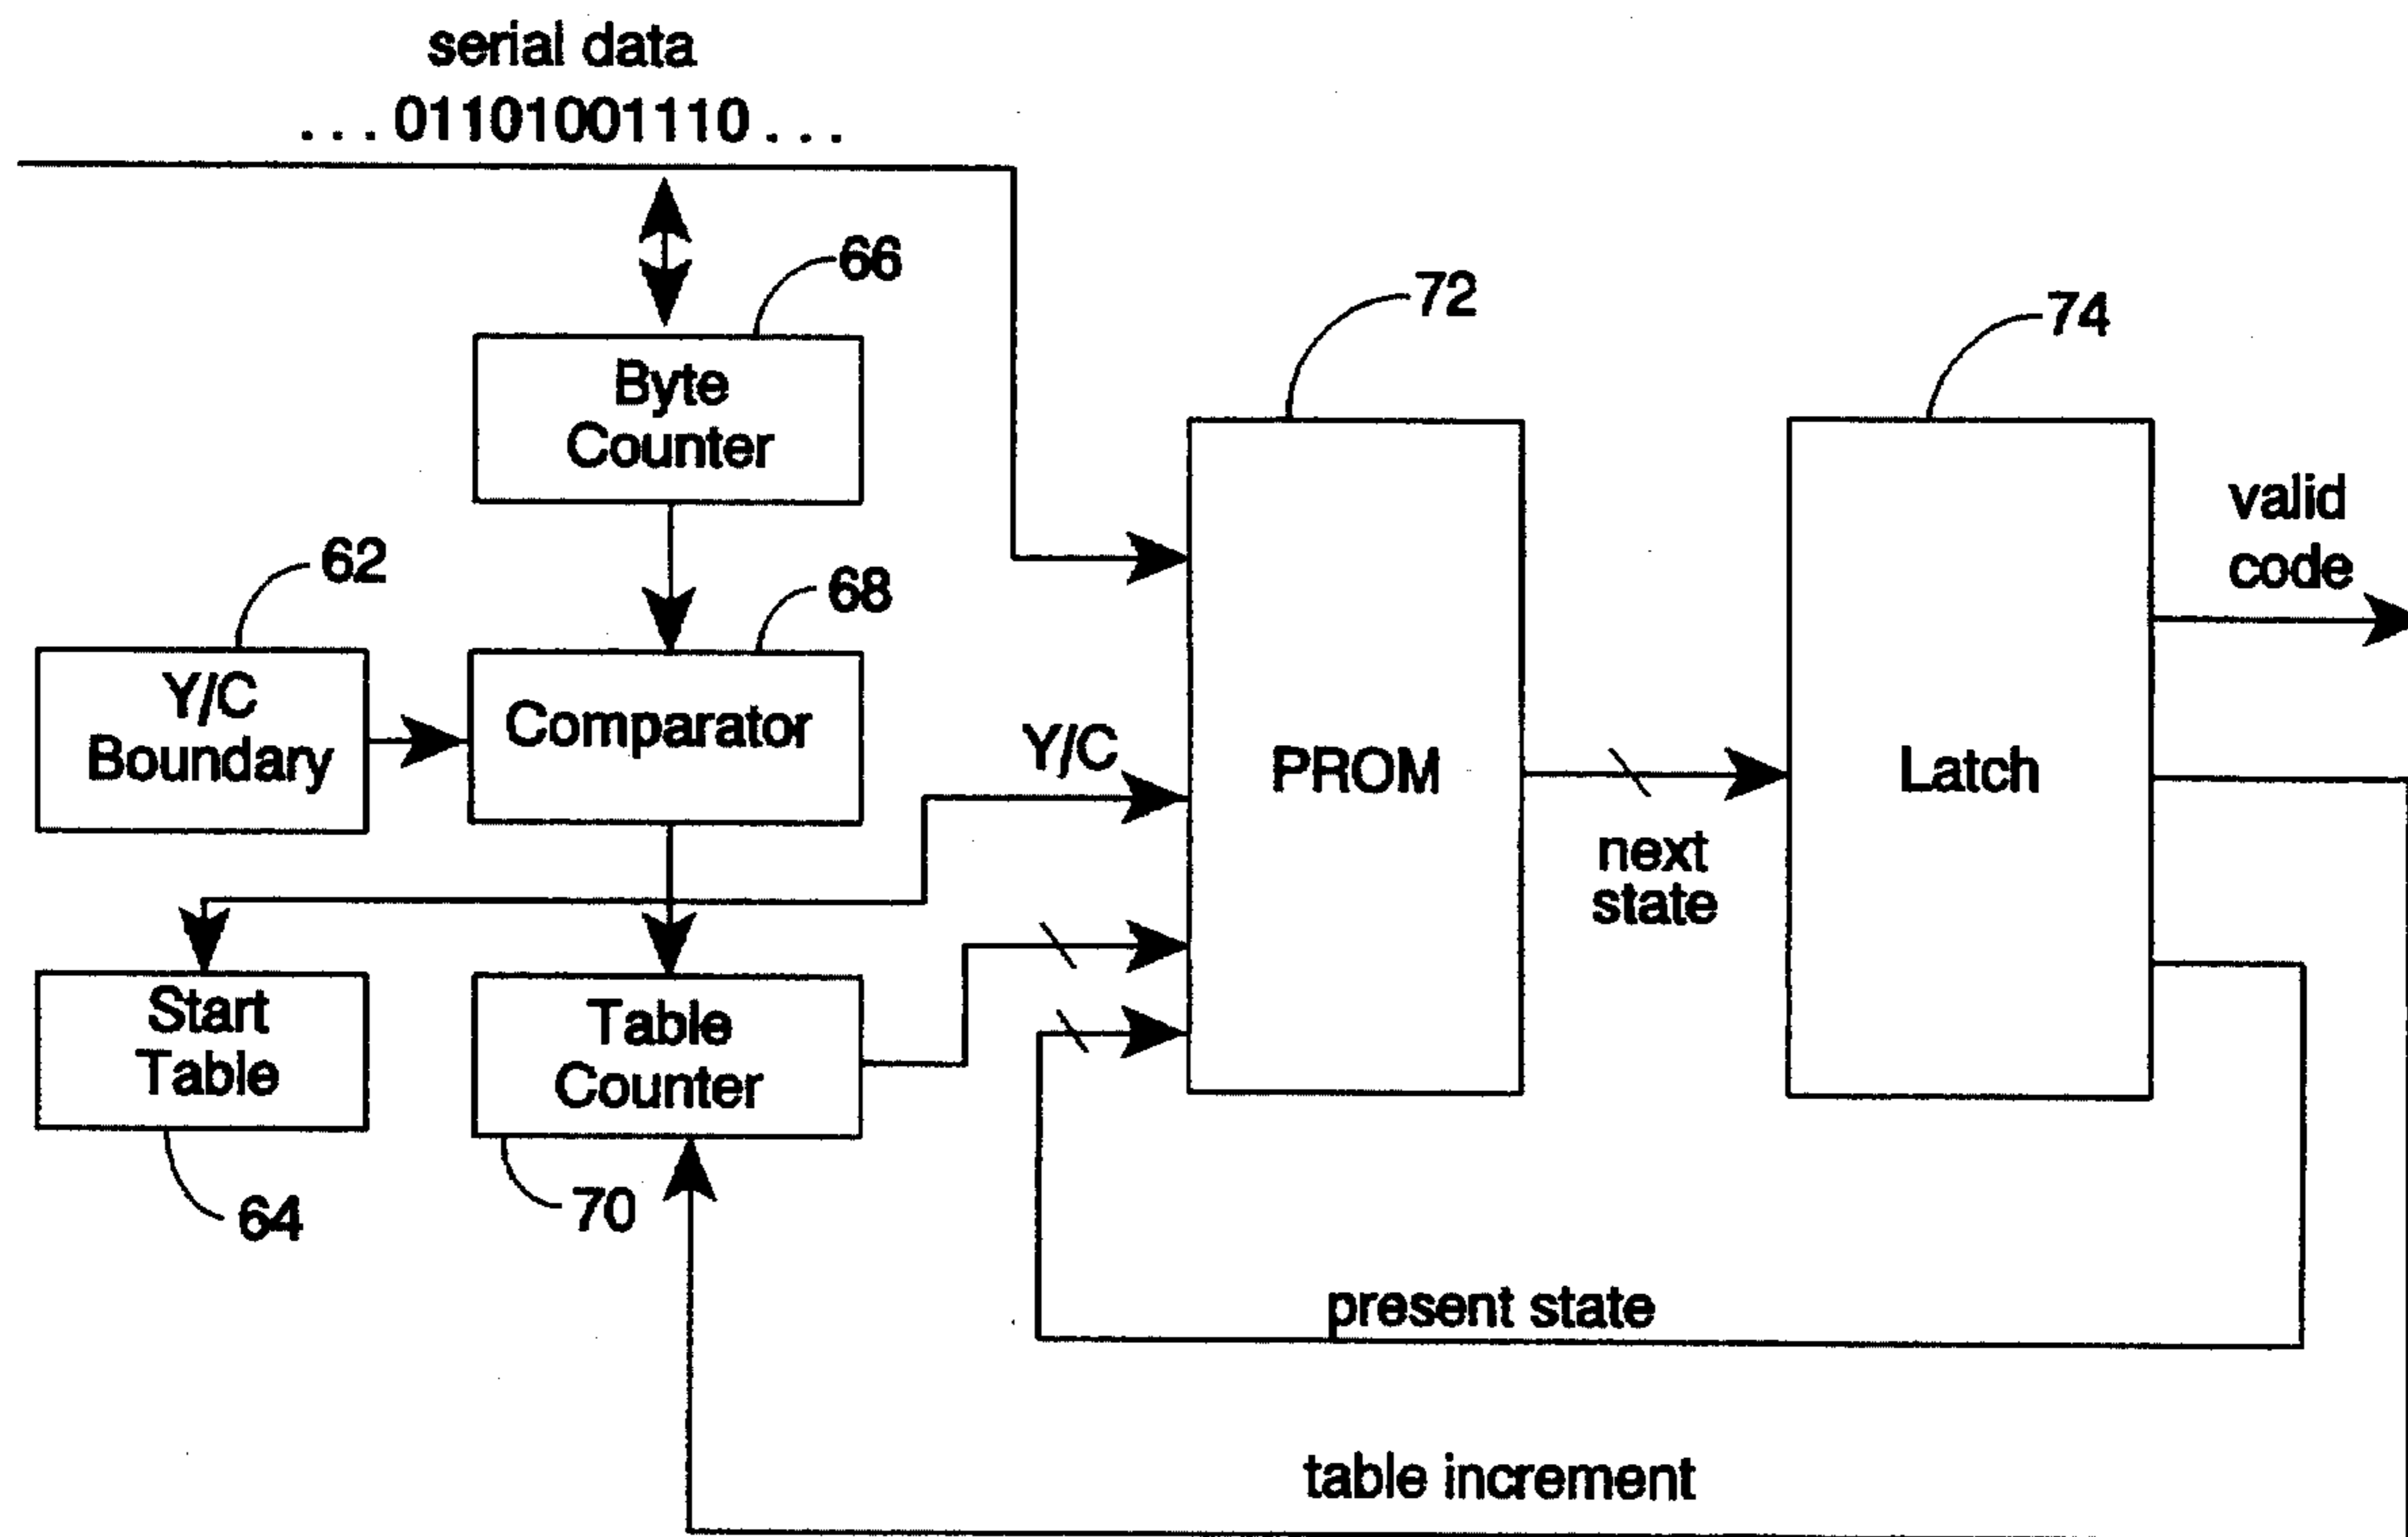 serial data
...01101001110...
66
Byte
Counter
72
74
valid
code
62
68
Y/C
Boundary
Comparator
Y/C
PROM
Latch
next
state
Start
Table
Table
Counter
64
70
present state
table increment